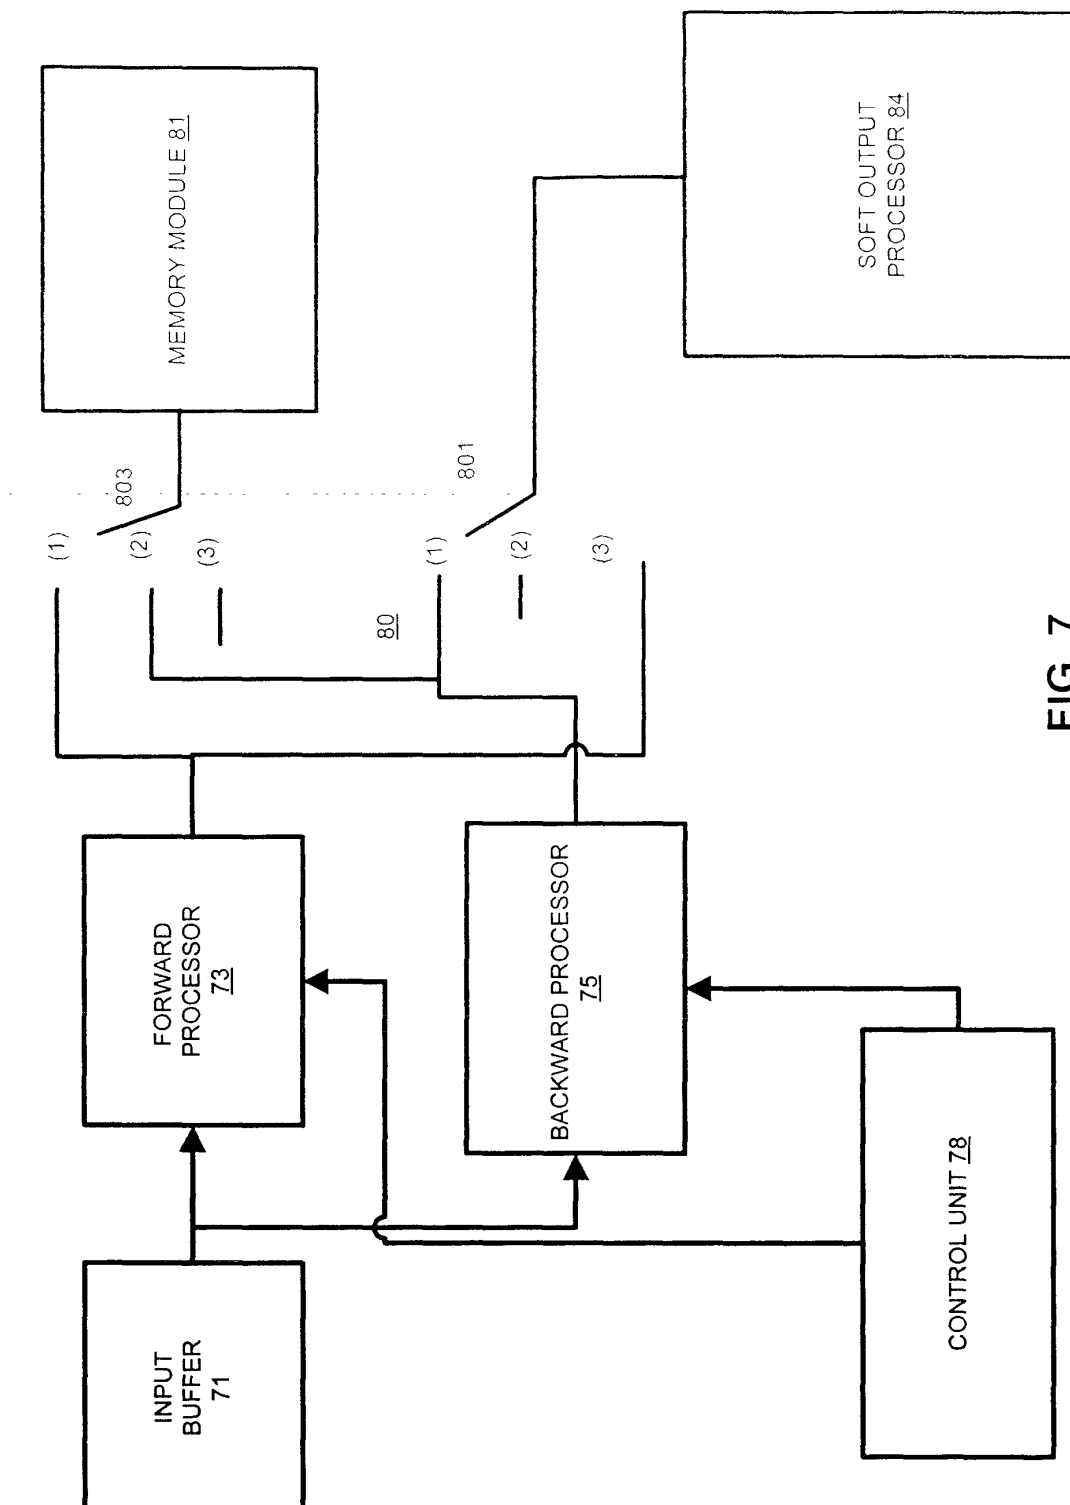 INPUT
BUFFER
71
FORWARD
PROCESSOR
73
BACKWARD PROCESSOR
75
CONTROL UNIT 78
80
(1)
(2)
(3)
803
(1)
(2)
(3)
801
MEMORY MODULE 81
SOFT OUTPUT
PROCESSOR 84
FIG. 7